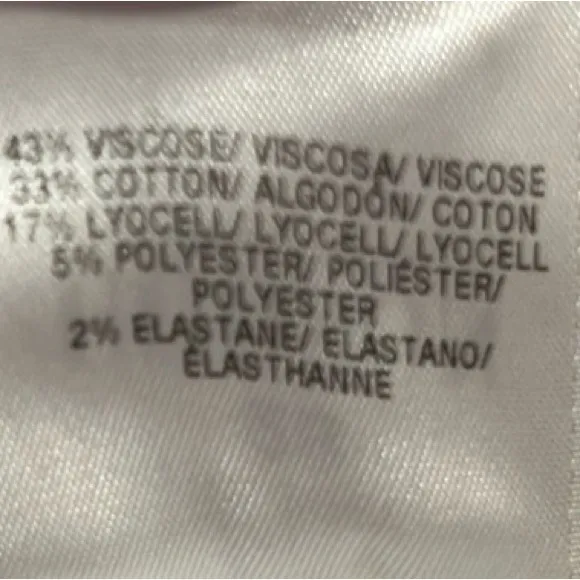 43% VISCOSE/ VISCOSA/ VISCOSE
33% COTTON/ ALGODÓN/ COTON
17% LYOCELL/ LYOCELL/ LYOCELL
5% POLYESTER/ POLIÉSTER/
POLYESTER
2% ELASTANE/ ELASTANO/
ÉLASTHANNE